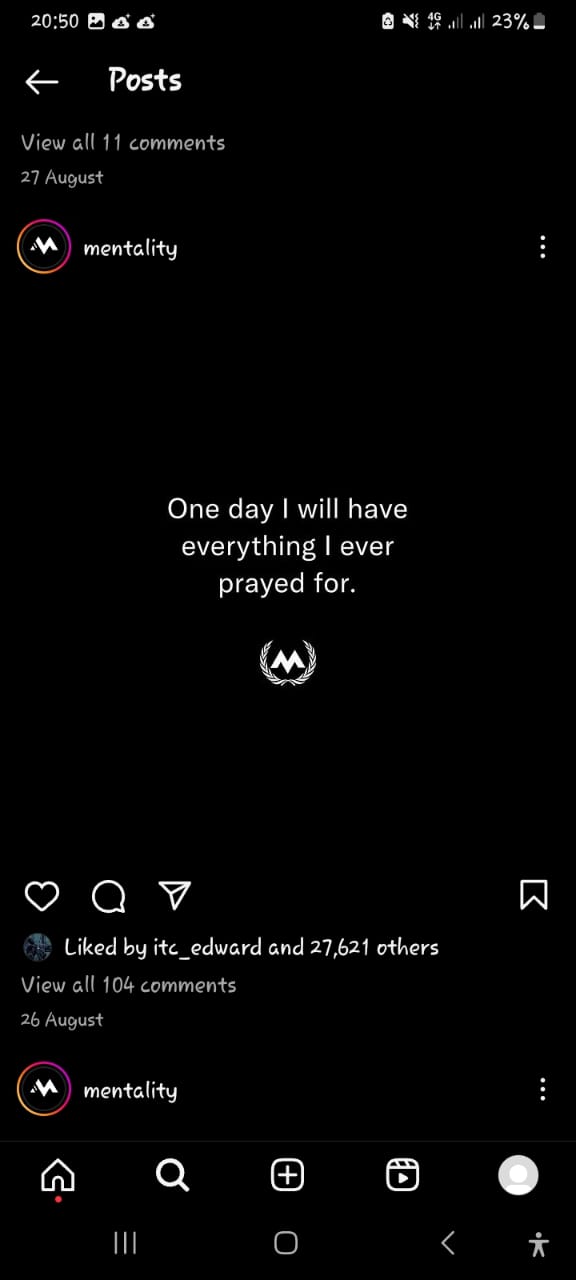 20:50 4G 23%
Posts
View all 11 comments
27 August
mentality
One day I will have
everything I ever
prayed for.
M
Liked by itc_edward and 27,621 others
View all 104 comments
26 August
mentality